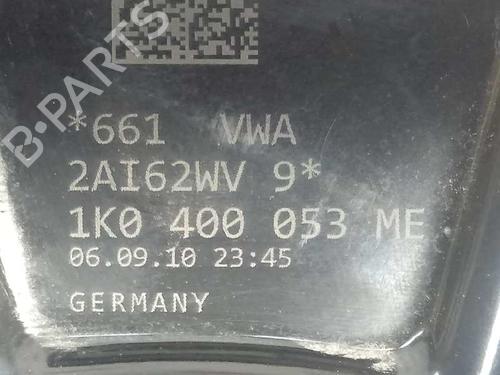 *661 VWA
2AI62WV 9*
1K0 400 053 ME
06.09.10 23:45
GERMANY
B-PARTS